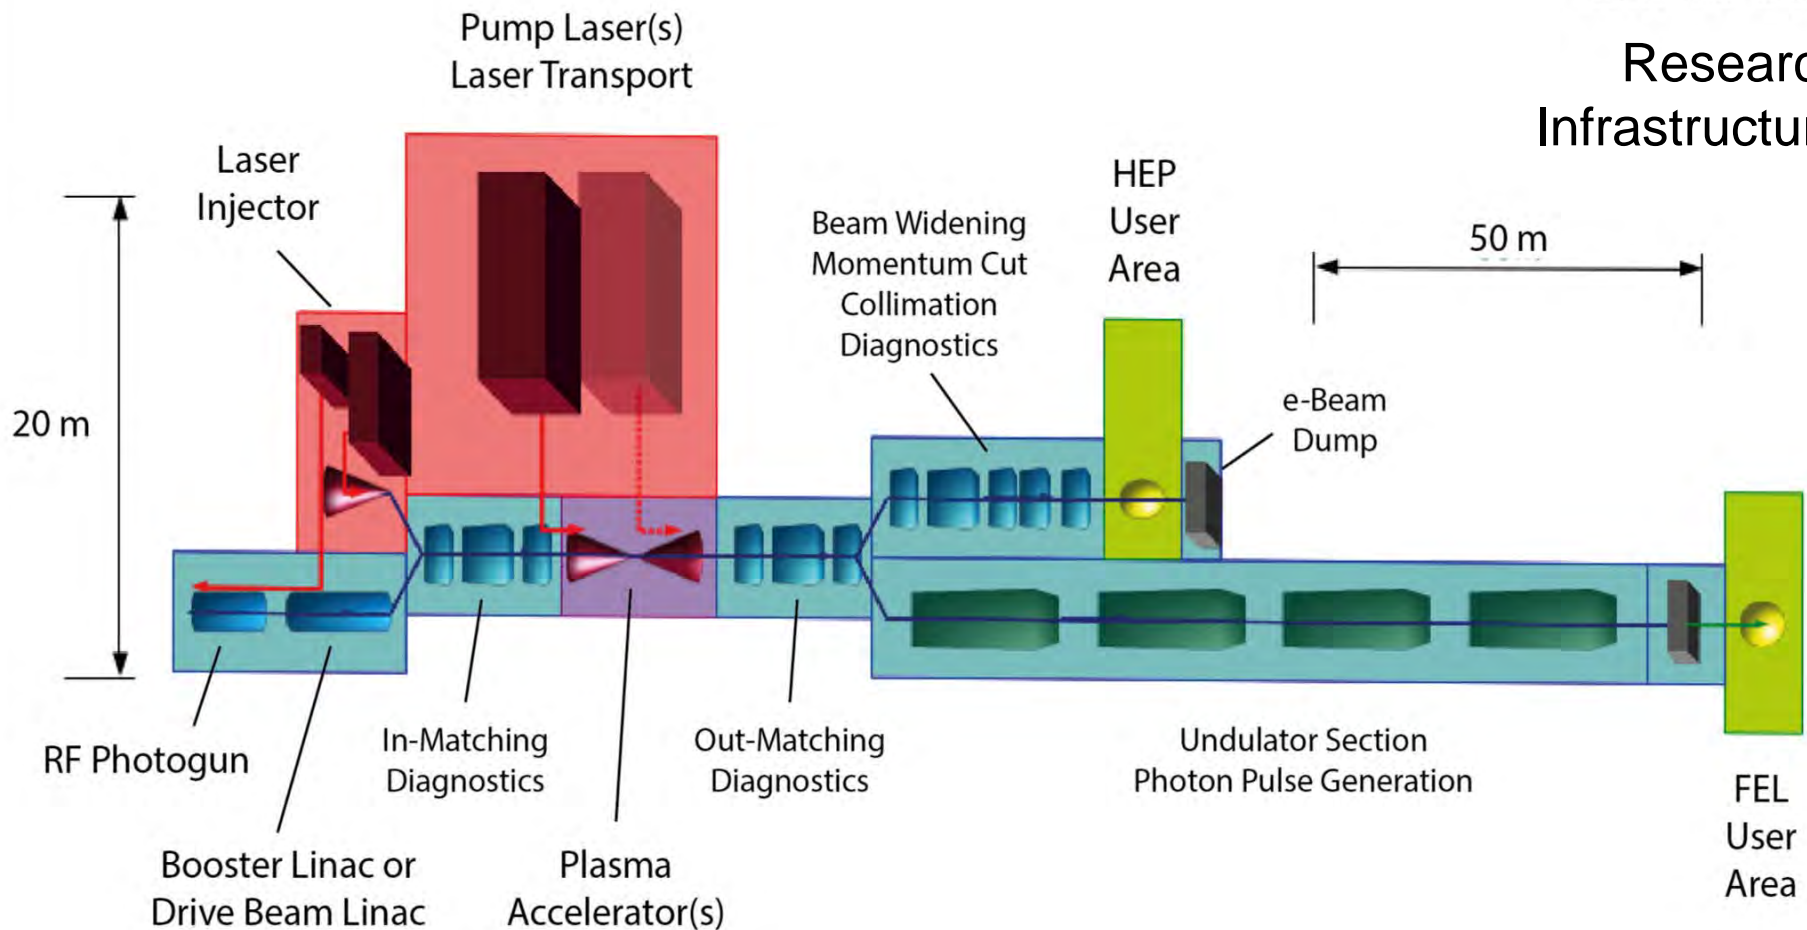 Pump Laser(s)
Laser Transport
Researc
Infrastructu
Laser
Injector
HEP
User
Area
Beam Widening
Momentum Cut
Collimation
Diagnostics
50 m
20 m
e-Beam
Dump
RF Photogun
In-Matching
Diagnostics
Out-Matching
Diagnostics
Undulator Section
Photon Pulse Generation
FEL
User
Area
Booster Linac or
Drive Beam Linac
Plasma
Accelerator(s)